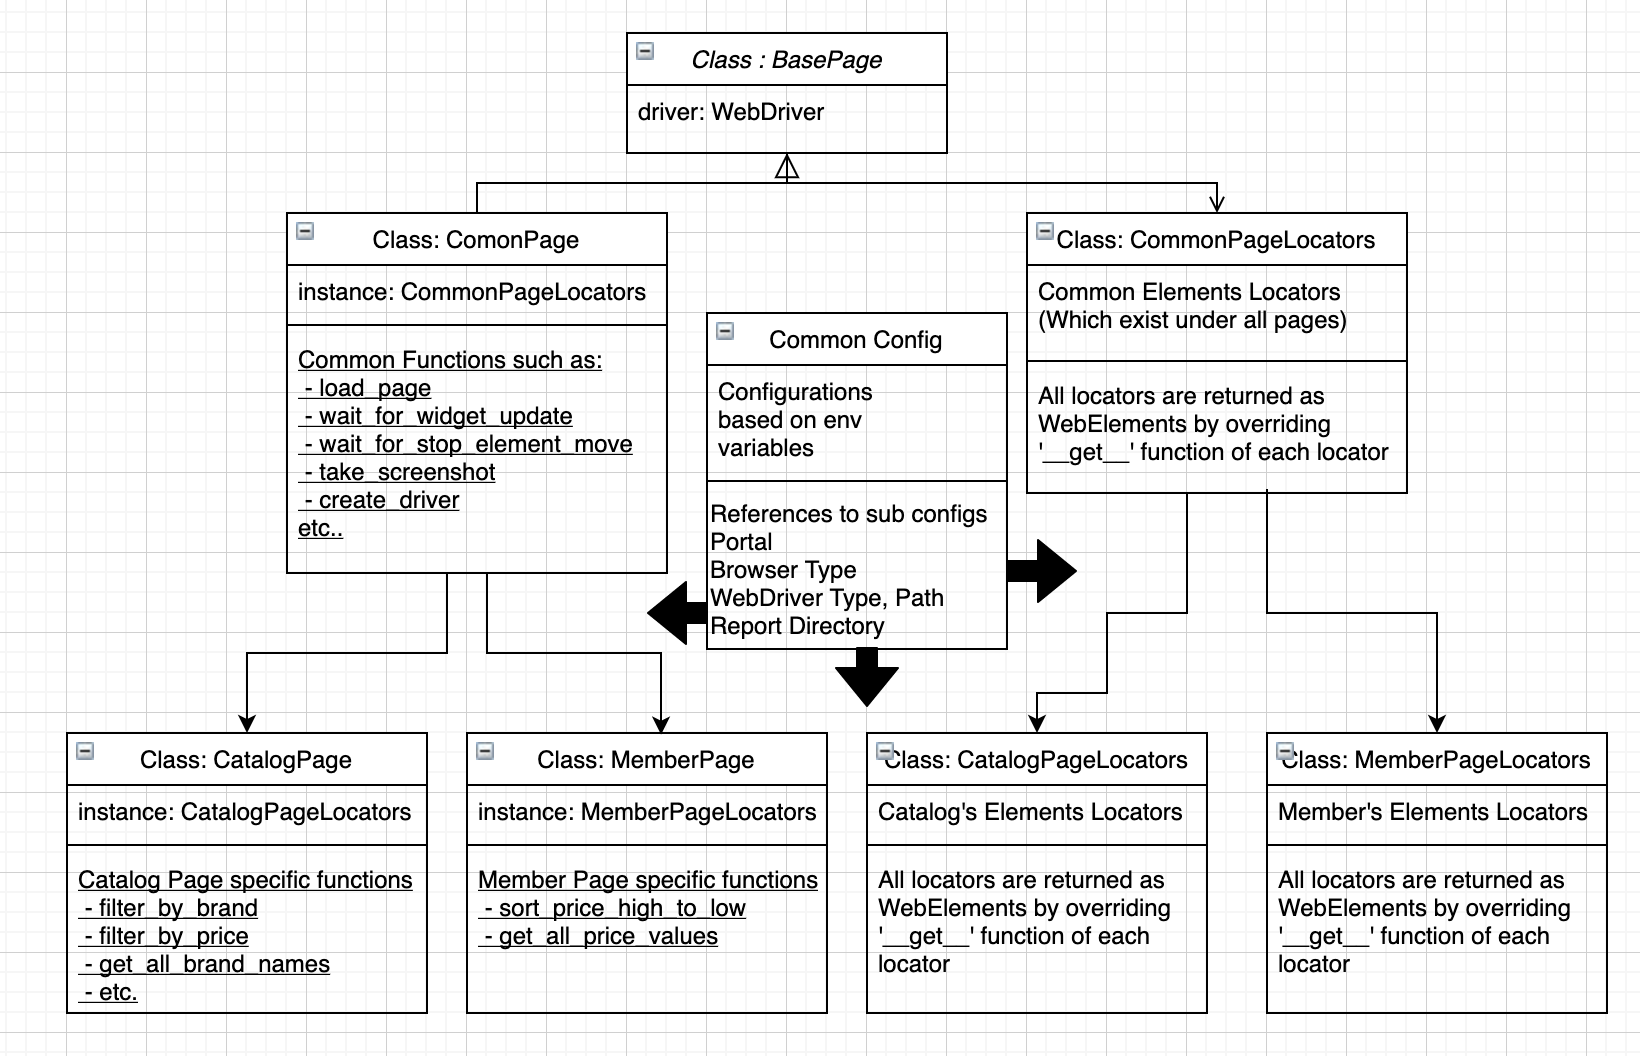 Class : BasePage
driver: WebDriver
Class: ComonPage
instance: CommonPageLocators
Common Functions such as:
- load_page
- wait_for_widget_update
- wait_for_stop_element_move
- take_screenshot
- create_driver
etc..
Common Config
Configurations
based on env
variables
References to sub configs
Portal
Browser Type
WebDriver Type, Path
Report Directory
Class: CommonPageLocators
Common Elements Locators
(Which exist under all pages)
All locators are returned as
WebElements by overriding
'__get__' function of each locator
Class: CatalogPage
instance: CatalogPageLocators
Catalog Page specific functions
- filter_by_brand
- filter_by_price
- get_all_brand_names
- etc.
Class: MemberPage
instance: MemberPageLocators
Member Page specific functions
- sort_price_high_to_low
- get_all_price_values
Class: CatalogPageLocators
Catalog's Elements Locators
All locators are returned as
WebElements by overriding
'__get__' function of each
locator
Class: MemberPageLocators
Member's Elements Locators
All locators are returned as
WebElements by overriding
'__get__' function of each
locator